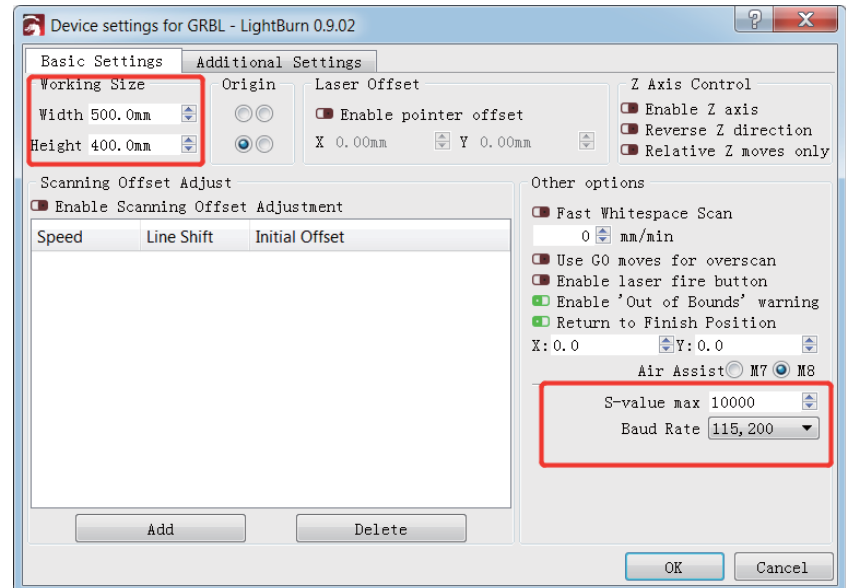 Device settings for GRBL - LightBurn 0.9.02
Basic Settings
Additional Settings
Working Size
Width 500.0mm
Height 400.0mm
Origin
Laser Offset
Enable pointer offset
X 0.00mm Y 0.00mm
Z Axis Control
Enable Z axis
Reverse Z direction
Relative Z moves only
Scanning Offset Adjust
Enable Scanning Offset Adjustment
Speed Line Shift Initial Offset
Add Delete
Other options
Fast Whitespace Scan
0 mm/min
Use G0 moves for overscan
Enable laser fire button
Enable 'Out of Bounds' warning
Return to Finish Position
X: 0.0 Y: 0.0
Air Assist M7 M8
S-value max 10000
Baud Rate 115,200
OK Cancel